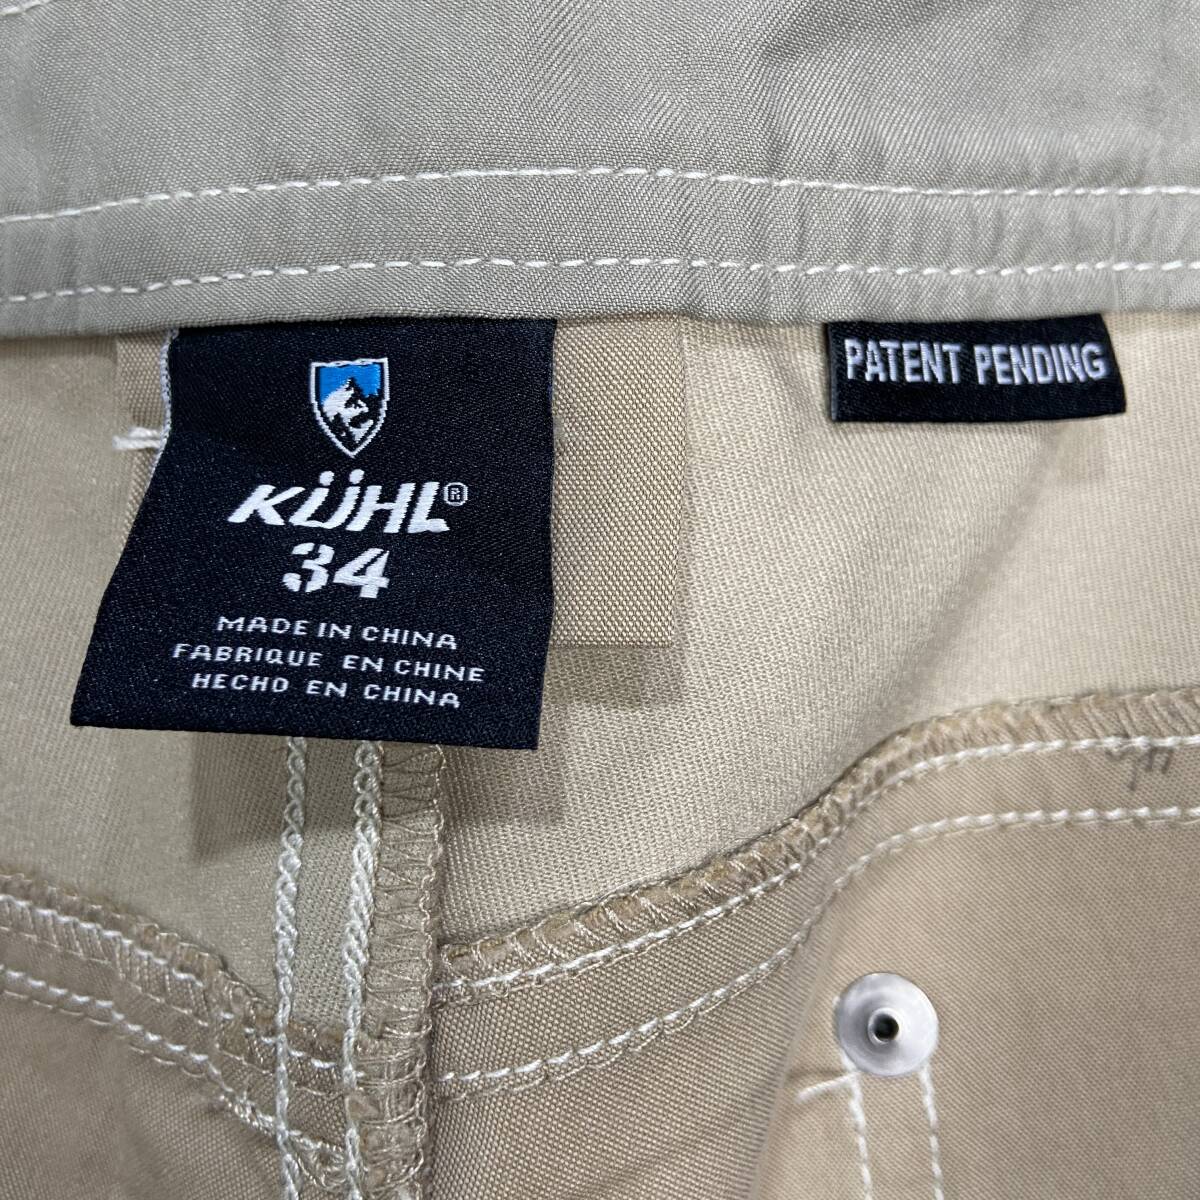 KÜHL®
34
MADE IN CHINA
FABRIQUE EN CHINE
HECHO EN CHINA
PATENT PENDING